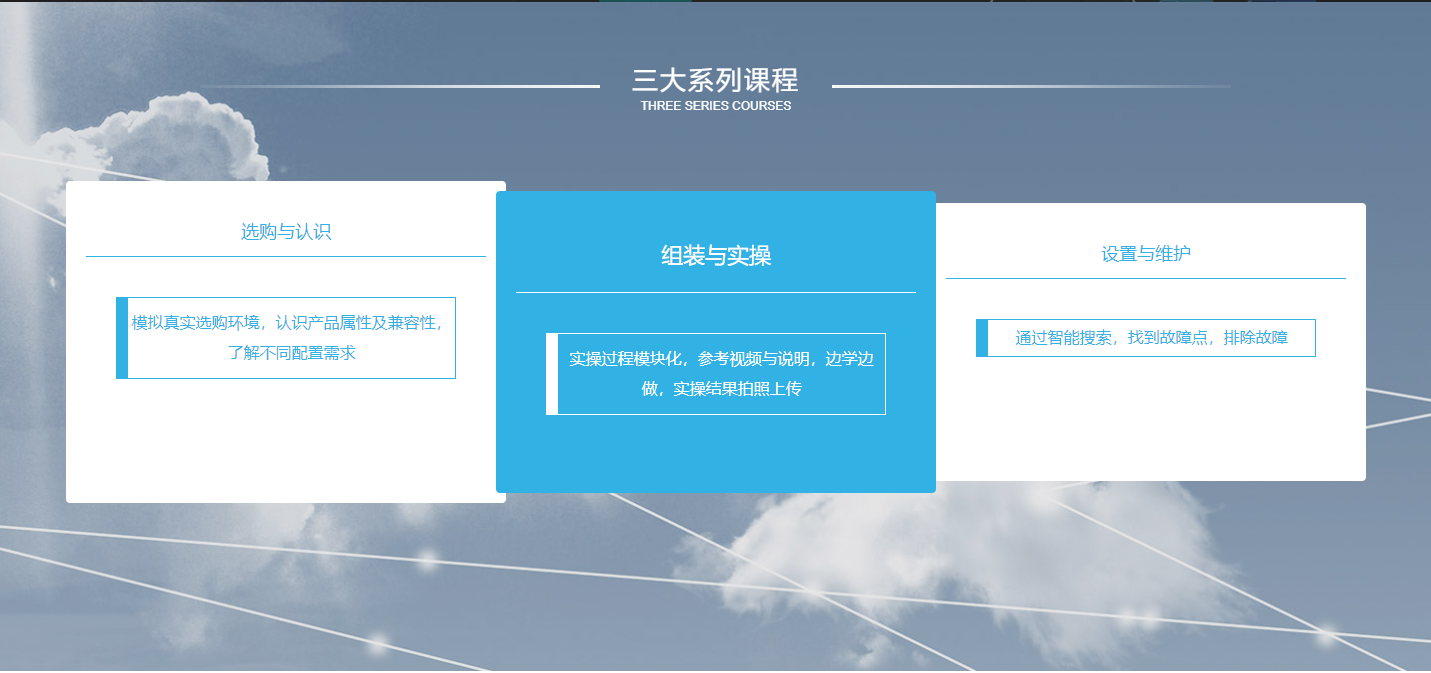 三大系列课程
THREE SERIES COURSES
选购与认识
模拟真实选购环境，认识产品属性及兼容性，
了解不同配置需求
组装与实操
实操过程模块化，参考视频与说明，边学边
做，实操结果拍照上传
设置与维护
通过智能搜索，找到故障点，排除故障